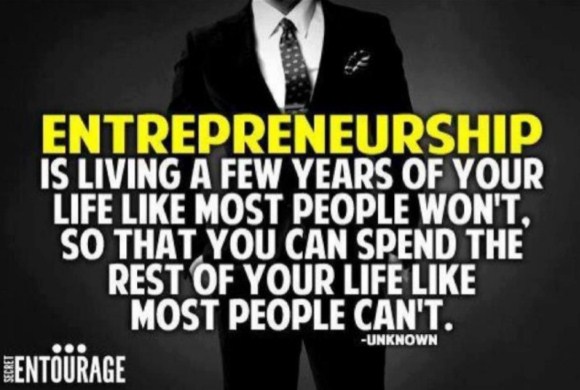 ENTREPRENEURSHIP
IS LIVING A FEW YEARS OF YOUR
LIFE LIKE MOST PEOPLE WON'T,
SO THAT YOU CAN SPEND THE
REST OF YOUR LIFE LIKE
MOST PEOPLE CAN'T.
-UNKNOWN
SECRET
ENTOURAGE